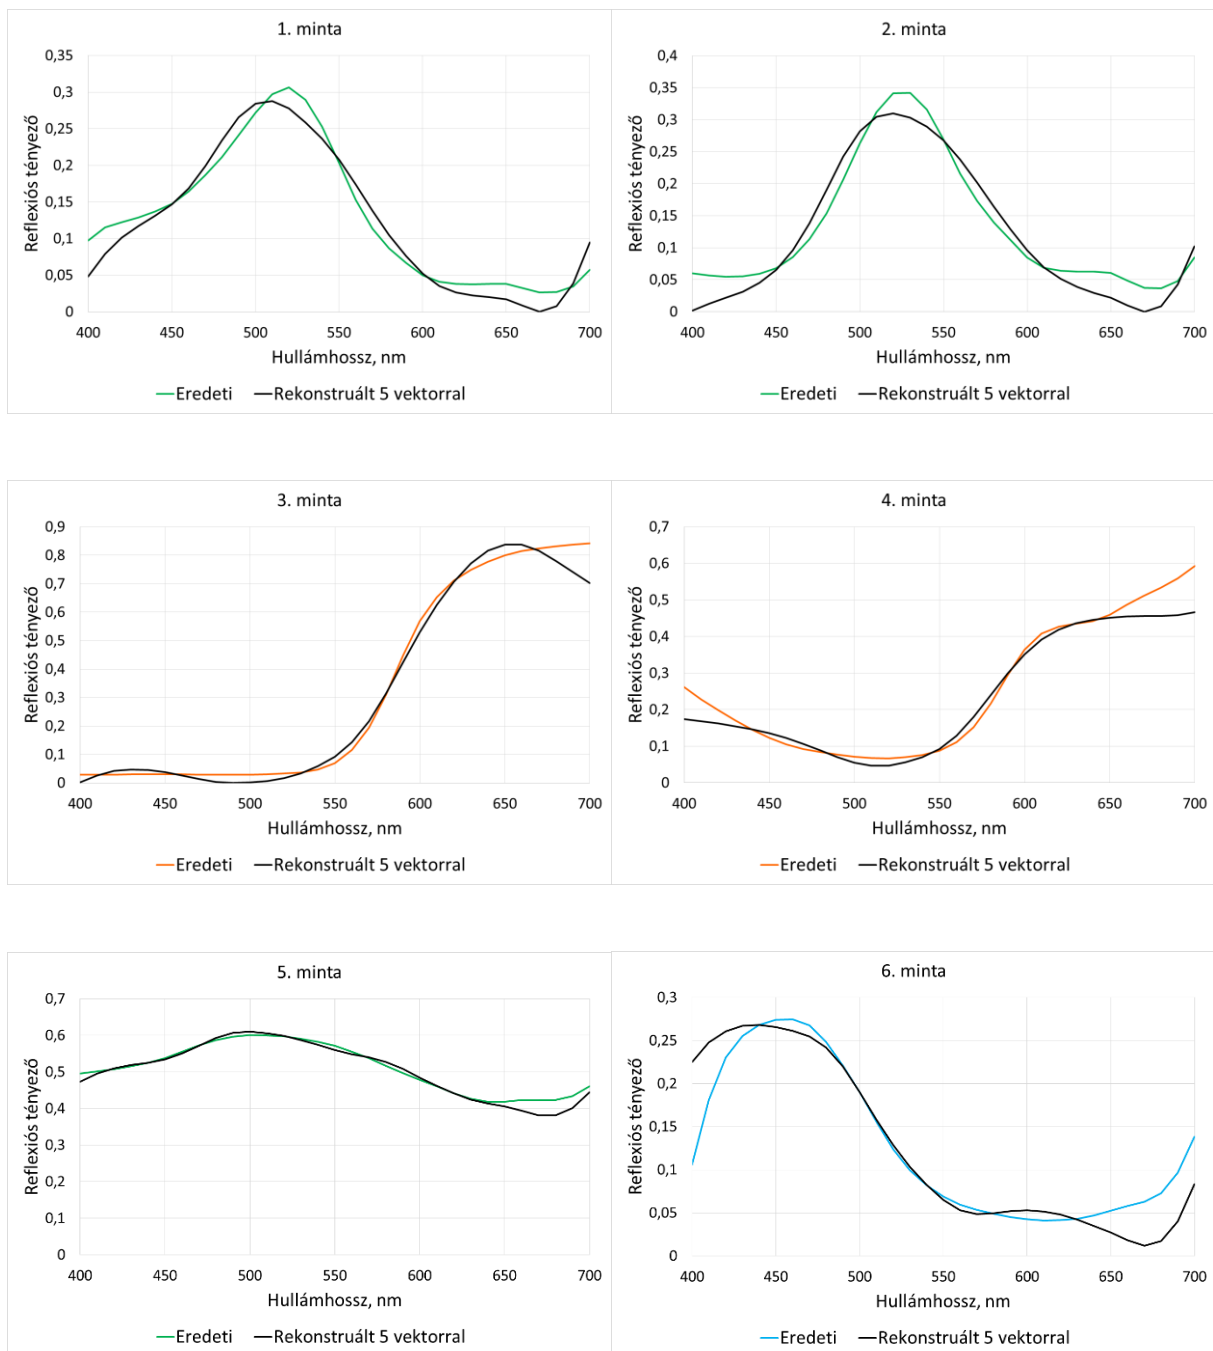 1. minta
Reflexiós tényező
0,35
0,3
0,25
0,2
0,15
0,1
0,05
0
400 450 500 550 600 650 700
Hullámhossz, nm
Eredeti Rekonstruált 5 vektorral
2. minta
Reflexiós tényező
0,4
0,35
0,3
0,25
0,2
0,15
0,1
0,05
0
400 450 500 550 600 650 700
Hullámhossz, nm
Eredeti Rekonstruált 5 vektorral
3. minta
Reflexiós tényező
0,9
0,8
0,7
0,6
0,5
0,4
0,3
0,2
0,1
0
400 450 500 550 600 650 700
Hullámhossz, nm
Eredeti Rekonstruált 5 vektorral
4. minta
Reflexiós tényező
0,7
0,6
0,5
0,4
0,3
0,2
0,1
0
400 450 500 550 600 650 700
Hullámhossz, nm
Eredeti Rekonstruált 5 vektorral
5. minta
Reflexiós tényező
0,7
0,6
0,5
0,4
0,3
0,2
0,1
0
400 450 500 550 600 650 700
Hullámhossz, nm
Eredeti Rekonstruált 5 vektorral
6. minta
Reflexiós tényező
0,3
0,25
0,2
0,15
0,1
0,05
0
400 450 500 550 600 650 700
Hullámhossz, nm
Eredeti Rekonstruált 5 vektorral